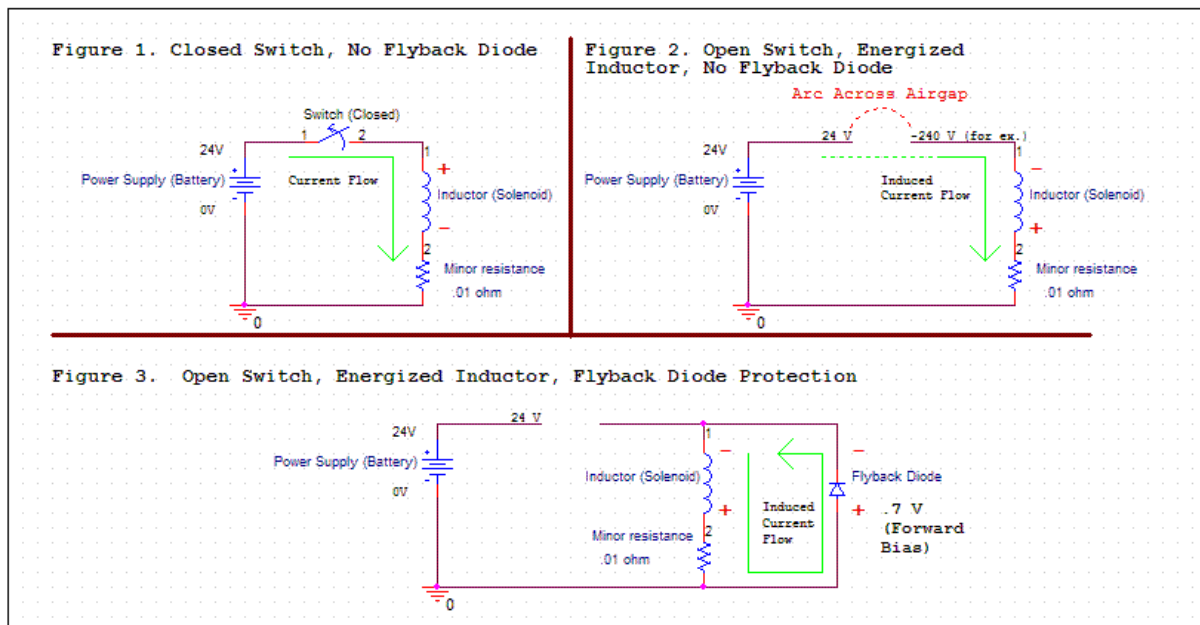 Figure 1. Closed Switch, No Flyback Diode
Switch (Closed)
1
2
24V
1
+
+
Power Supply (Battery)
Current Flow
Inductor (Solenoid)
-
0V
-
2
Minor resistance
.01 ohm
0
Figure 2. Open Switch, Energized
Inductor, No Flyback Diode
Arc Across Airgap
24 V
-240 V (for ex.)
24V
1
-
+
Power Supply (Battery)
Induced
Current Flow
Inductor (Solenoid)
-
0V
+
2
Minor resistance
.01 ohm
0
Figure 3. Open Switch, Energized Inductor, Flyback Diode Protection
24 V
24V
1
+
-
-
Power Supply (Battery)
Inductor (Solenoid)
Flyback Diode
-
0V
+
Induced
Current
Flow
+
.7 V
(Forward
Bias)
2
Minor resistance
.01 ohm
0